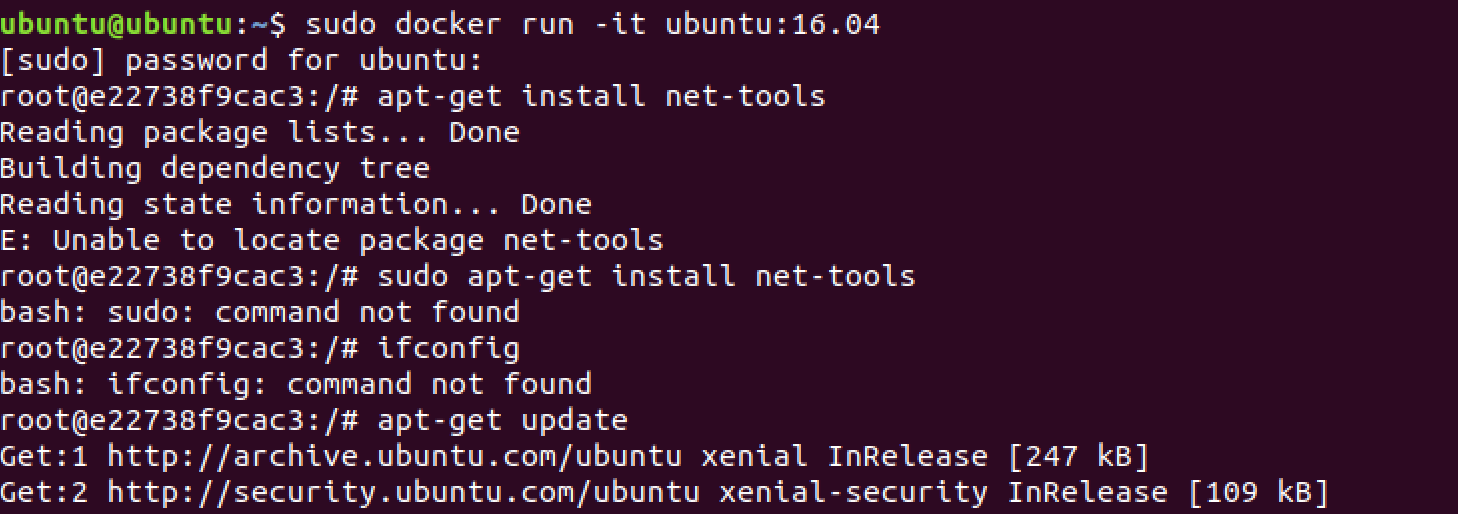 ubuntu@ubuntu:~$ sudo docker run -it ubuntu:16.04
[sudo] password for ubuntu:
root@e22738f9cac3:/# apt-get install net-tools
Reading package lists... Done
Building dependency tree
Reading state information... Done
E: Unable to locate package net-tools
root@e22738f9cac3:/# sudo apt-get install net-tools
bash: sudo: command not found
root@e22738f9cac3:/# ifconfig
bash: ifconfig: command not found
root@e22738f9cac3:/# apt-get update
Get:1 http://archive.ubuntu.com/ubuntu xenial InRelease [247 kB]
Get:2 http://security.ubuntu.com/ubuntu xenial-security InRelease [109 kB]